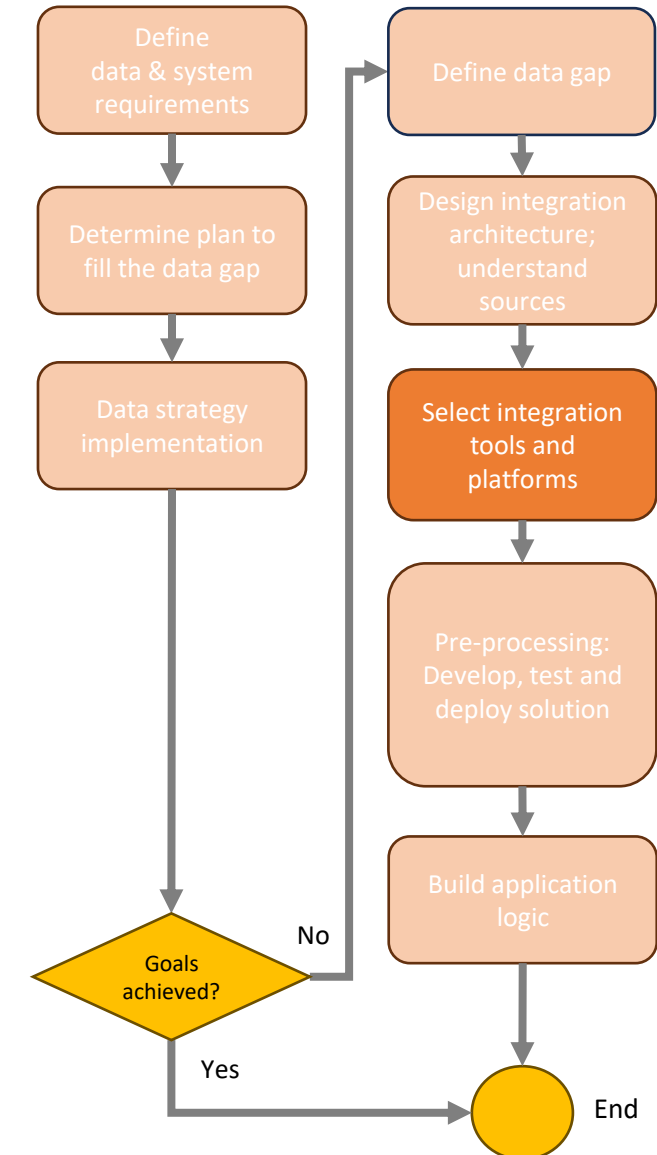 Define
data & system
requirements
Determine plan to
fill the data gap
Data strategy
implementation
Goals
achieved?
No
Yes
Define data gap
Design integration
architecture;
understand
sources
Select integration
tools and
platforms
Pre-processing:
Develop, test and
deploy solution
Build application
logic
End